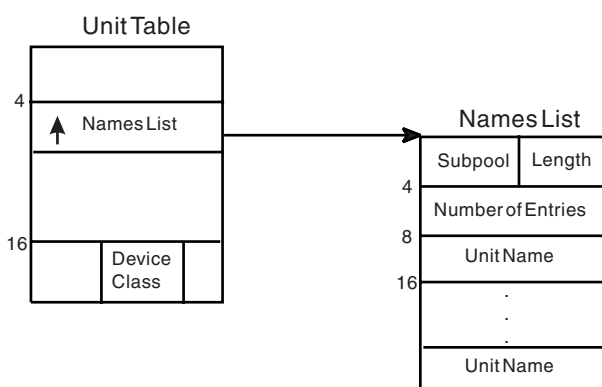 Unit Table
4
Names List
16
Device
Class
Names List
Subpool Length
4
Number of Entries
8
Unit Name
16
.
.
.
Unit Name